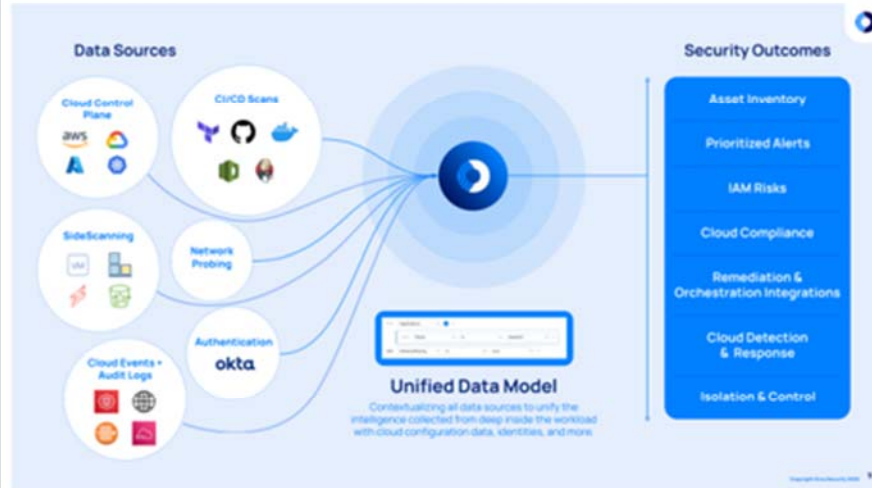 Data Sources
Security Outcomes
Cloud Control
Plane
aws
CI/CD Scans
SideScanning
VM
Network
Probing
Authentication
okta
Cloud Events +
Audit Logs
Unified Data Model
Contextualizing all data sources to unify the
intelligence collected from deep inside the workload
with cloud configuration data, identities, and more
Asset Inventory
Prioritized Alerts
IAM Risks
Cloud Compliance
Remediation &
Orchestration Integrations
Cloud Detection
& Response
Isolation & Control